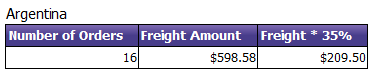 Argentina
Number of Orders Freight Amount Freight * 35%
16 $598.58 $209.50